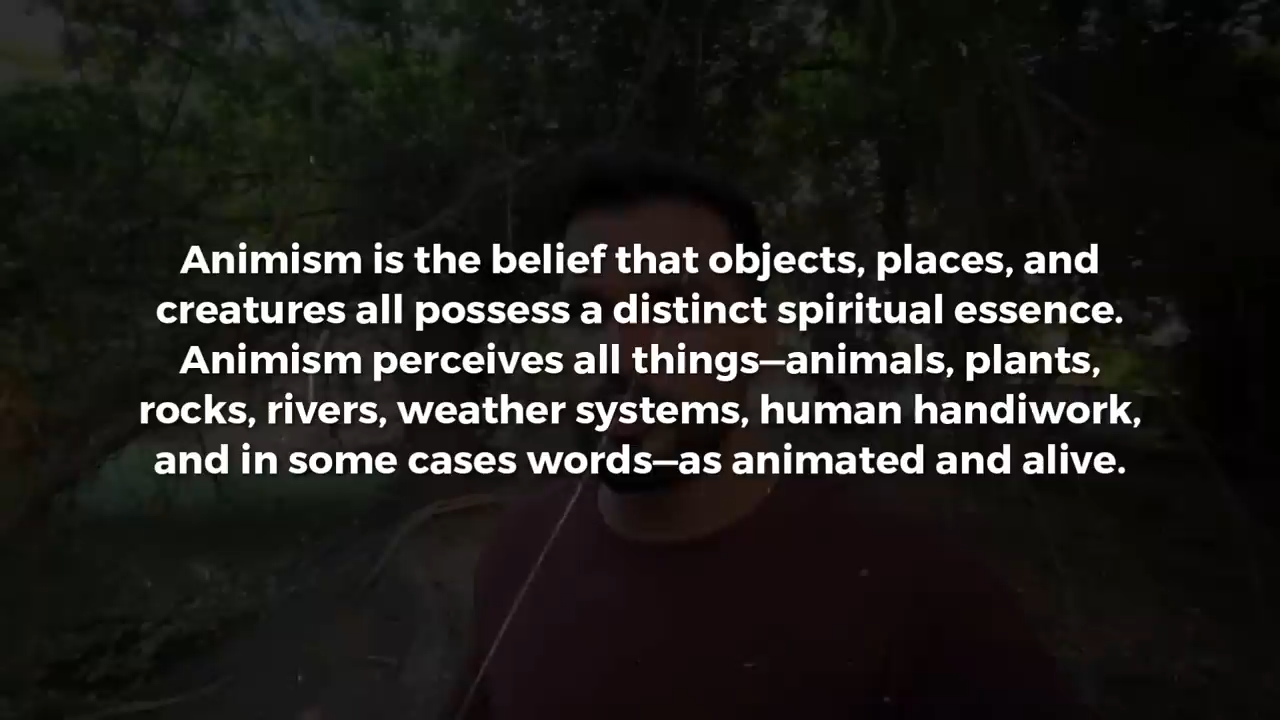 Animism is the belief that objects, places, and
creatures all possess a distinct spiritual essence.
Animism perceives all things—animals, plants,
rocks, rivers, weather systems, human handiwork,
and in some cases words—as animated and alive.